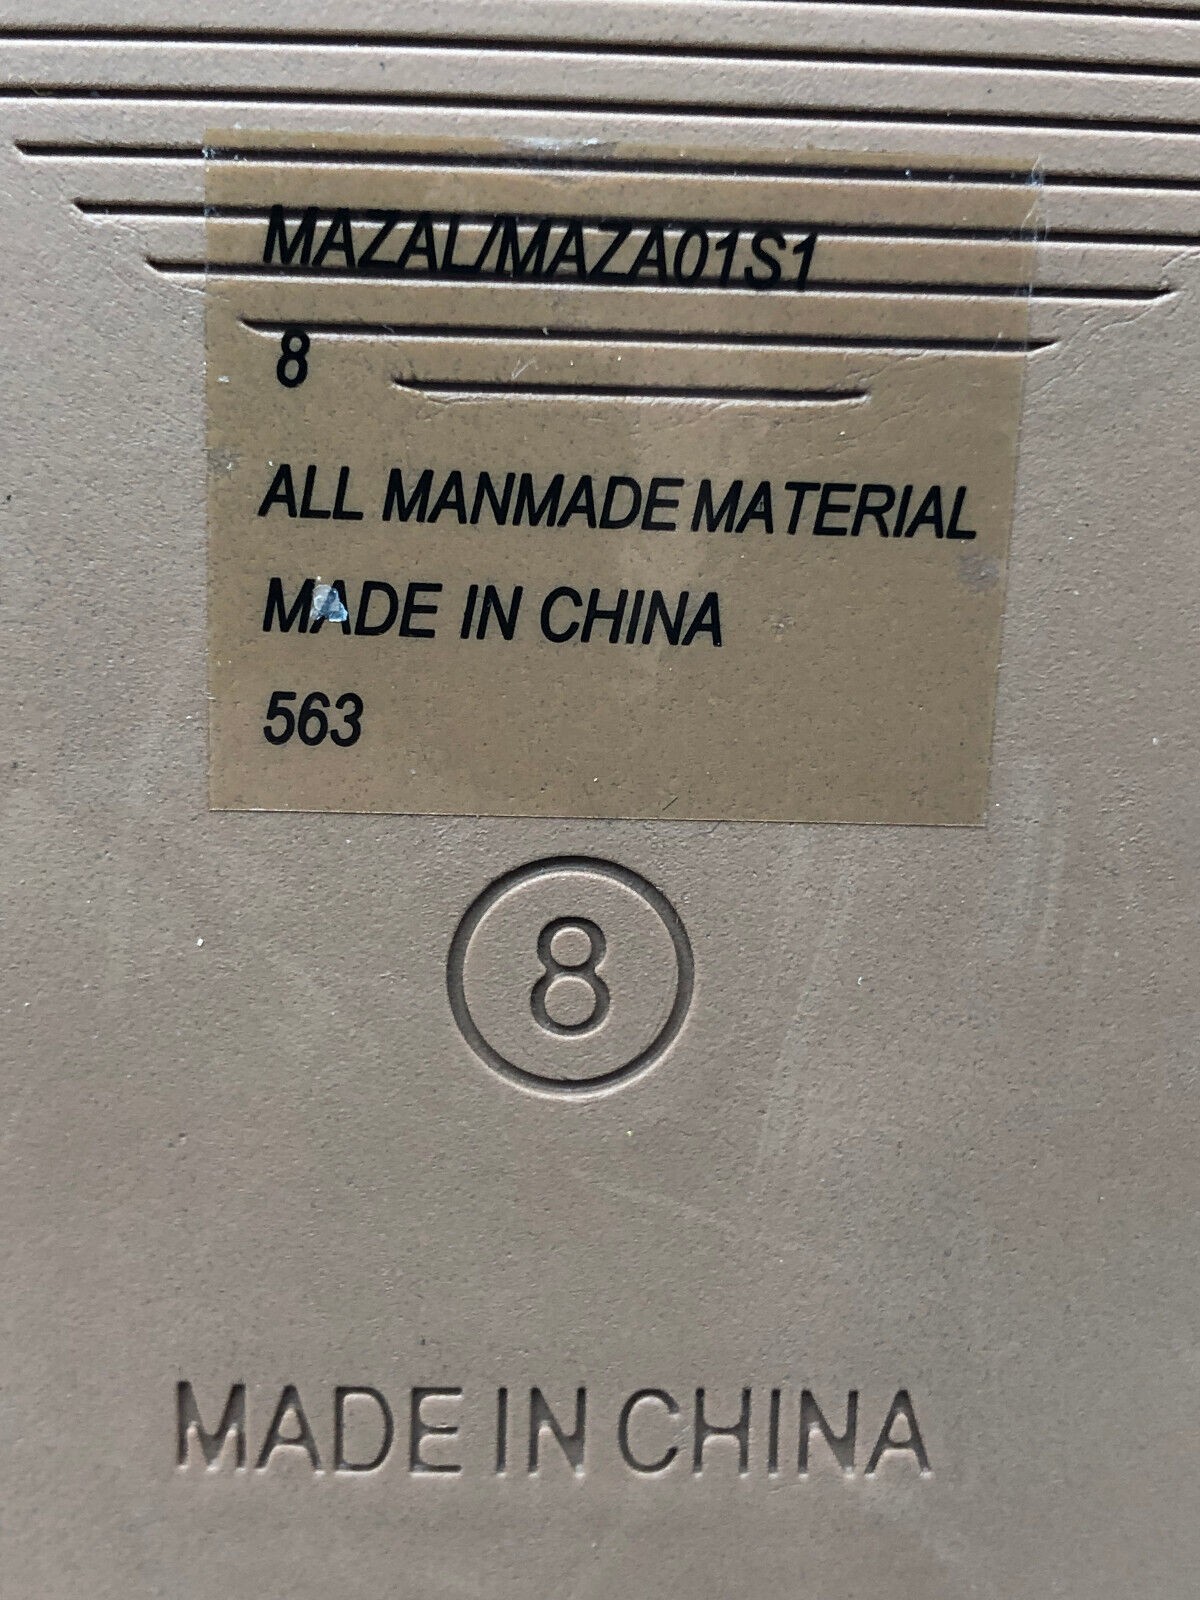 MAZAL/MAZA01S1
8
ALL MANMADE MATERIAL
MADE IN CHINA
563
8
MADE IN CHINA